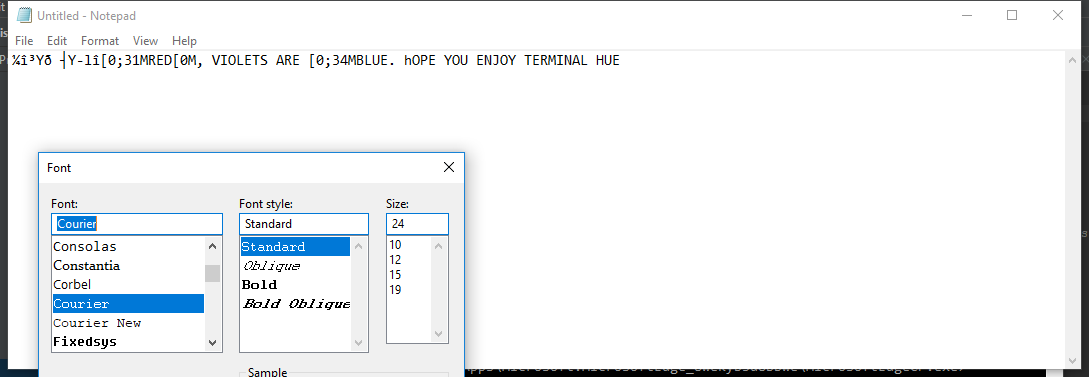 Untitled - Notepad
File Edit Format View Help
¼î³Yð ┤Y-lî[0;31MRED[0M, VIOLETS ARE [0;34MBLUE. hOPE YOU ENJOY TERMINAL HUE
Font
Font: Font style: Size:
Courier Standard 24
Consolas Standard 10
Constantia Oblique 12
Corbel Bold 15
Courier Bold Oblique 19
Courier New
Fixedsys
Sample